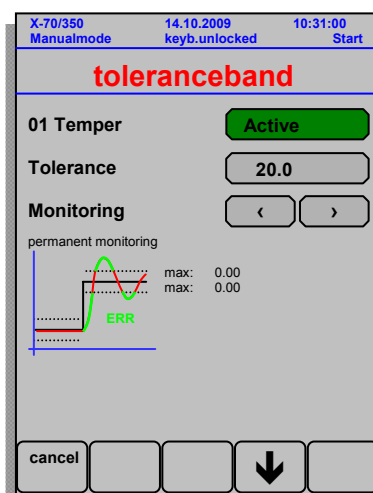 X-70/350 14.10.2009 10:31:00
Manualmode keyb.unlocked Start
toleranceband
01 Temper Active
Tolerance 20.0
Monitoring ‹ ›
permanent monitoring
max: 0.00
max: 0.00
ERR
cancel